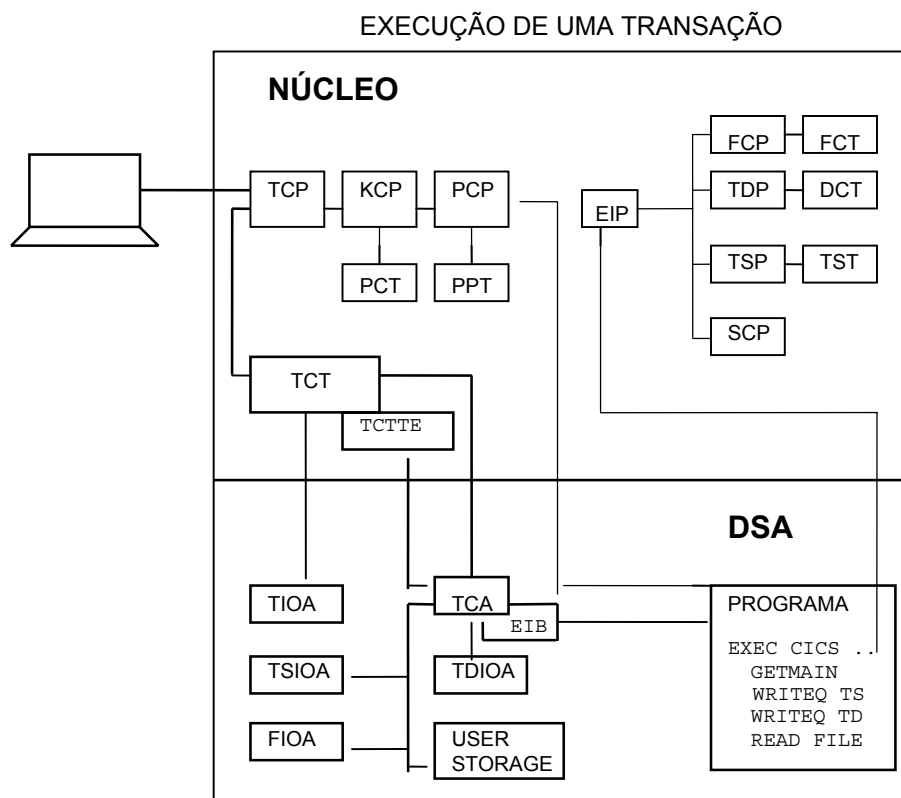 EXECUÇÃO DE UMA TRANSAÇÃO
NÚCLEO
FCP
FCT
TCP
KCP
PCP
TDP
DCT
EIP
PCT
PPT
TSP
TST
SCP
TCT
TCTTE
DSA
TIOA
TCA
EIB
PROGRAMA
EXEC CICS ..
GETMAIN
WRITEQ TS
WRITEQ TD
READ FILE
TSIOA
TDIOA
FIOA
USER
STORAGE